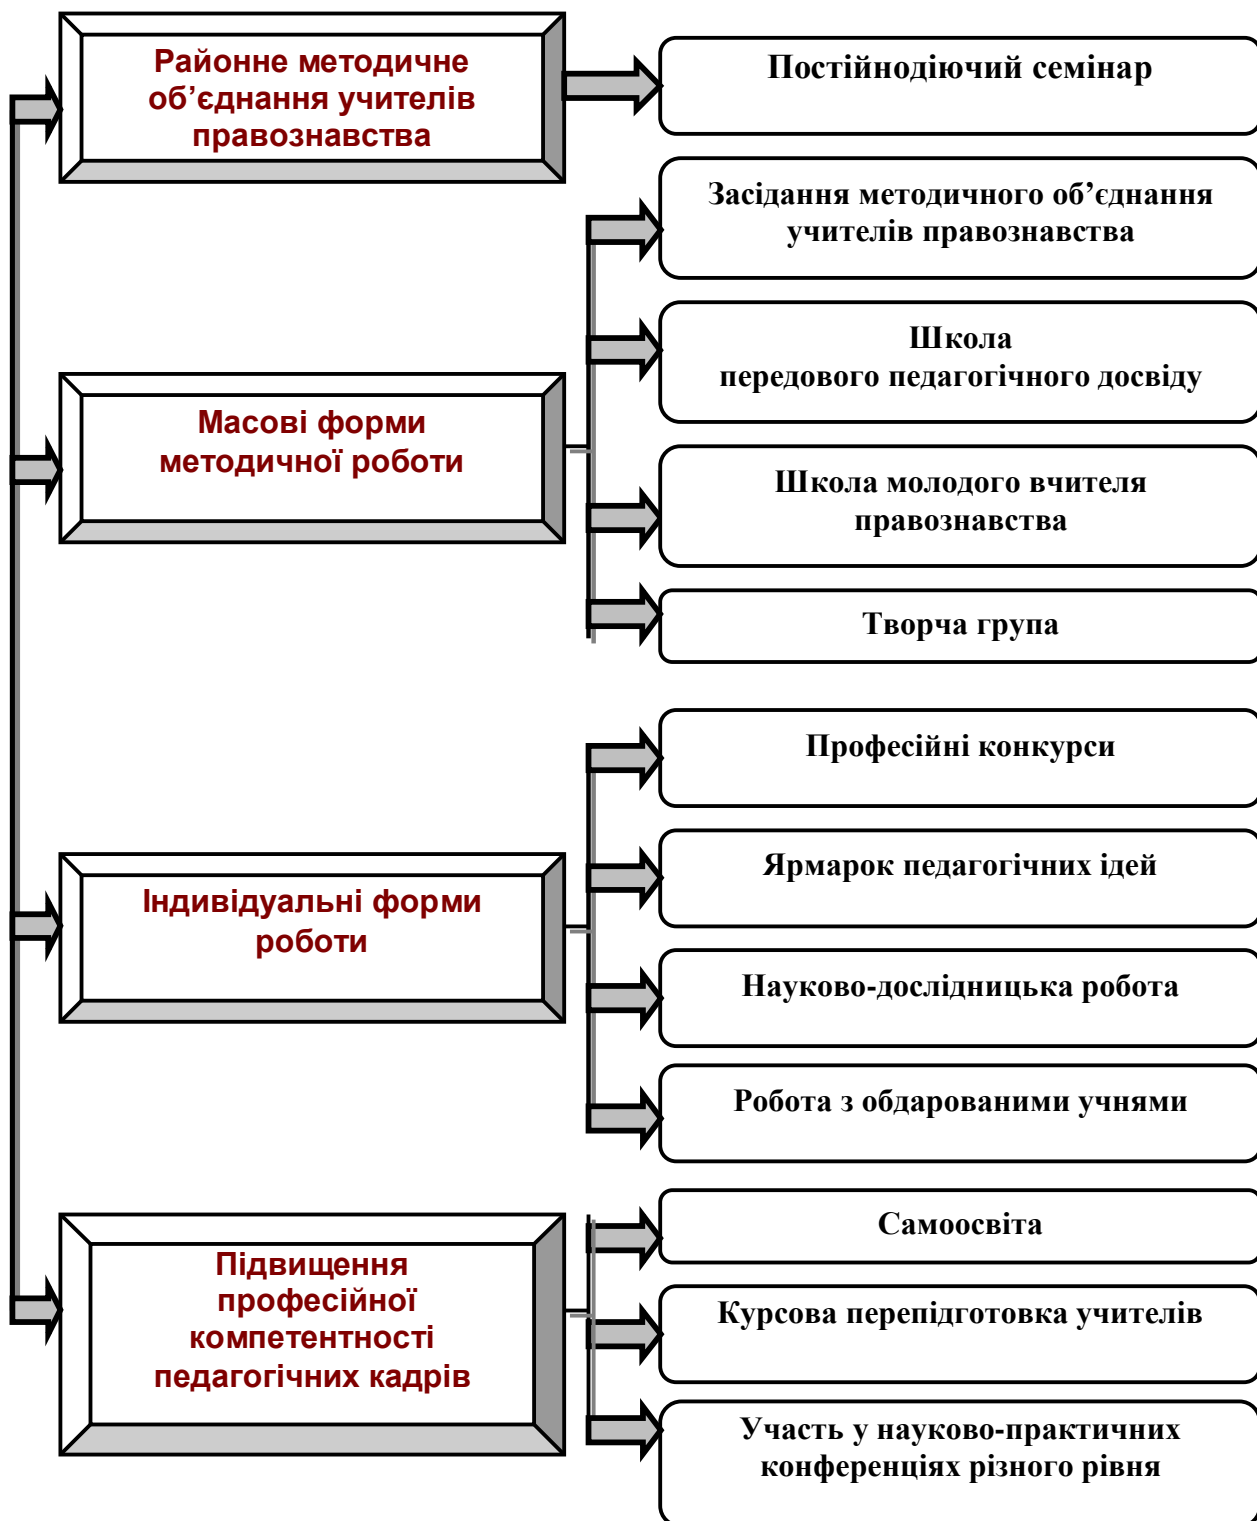 Районне методичне
об’єднання учителів
правознавства
Постійнодіючий семінар
Засідання методичного об’єднання
учителів правознавства
Школа
передового педагогічного досвіду
Масові форми
методичної роботи
Школа молодого вчителя
правознавства
Творча група
Професійні конкурси
Ярмарок педагогічних ідей
Індивідуальні форми
роботи
Науково-дослідницька робота
Робота з обдарованими учнями
Самоосвіта
Підвищення
професійної
компетентності
педагогічних кадрів
Курсова перепідготовка учителів
Участь у науково-практичних
конференціях різного рівня